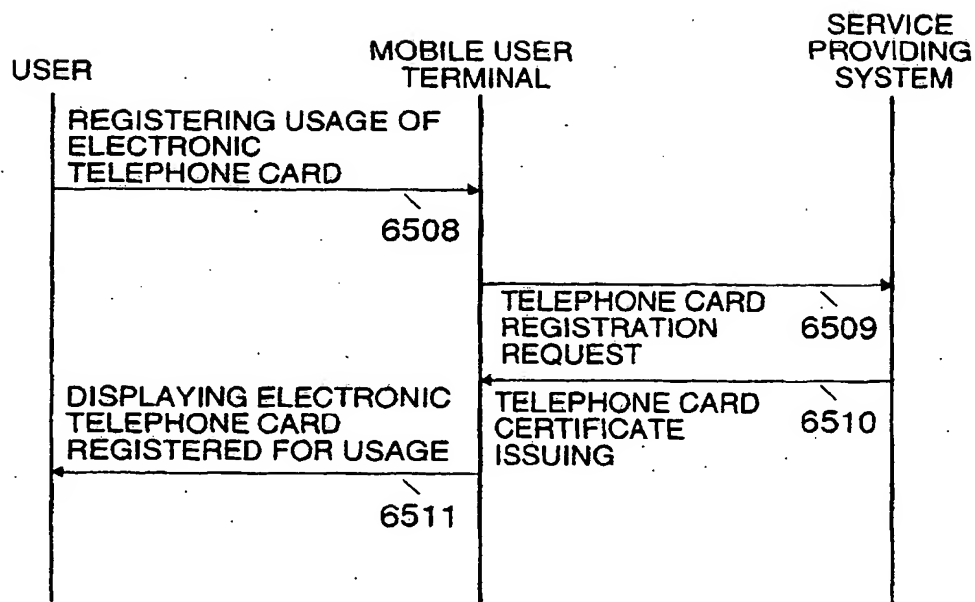 USER
MOBILE USER
TERMINAL
SERVICE
PROVIDING
SYSTEM
REGISTERING USAGE OF
ELECTRONIC
TELEPHONE CARD
6508
TELEPHONE CARD
REGISTRATION
REQUEST
6509
DISPLAYING ELECTRONIC
TELEPHONE CARD
REGISTERED FOR USAGE
TELEPHONE CARD
CERTIFICATE
ISSUING
6510
6511